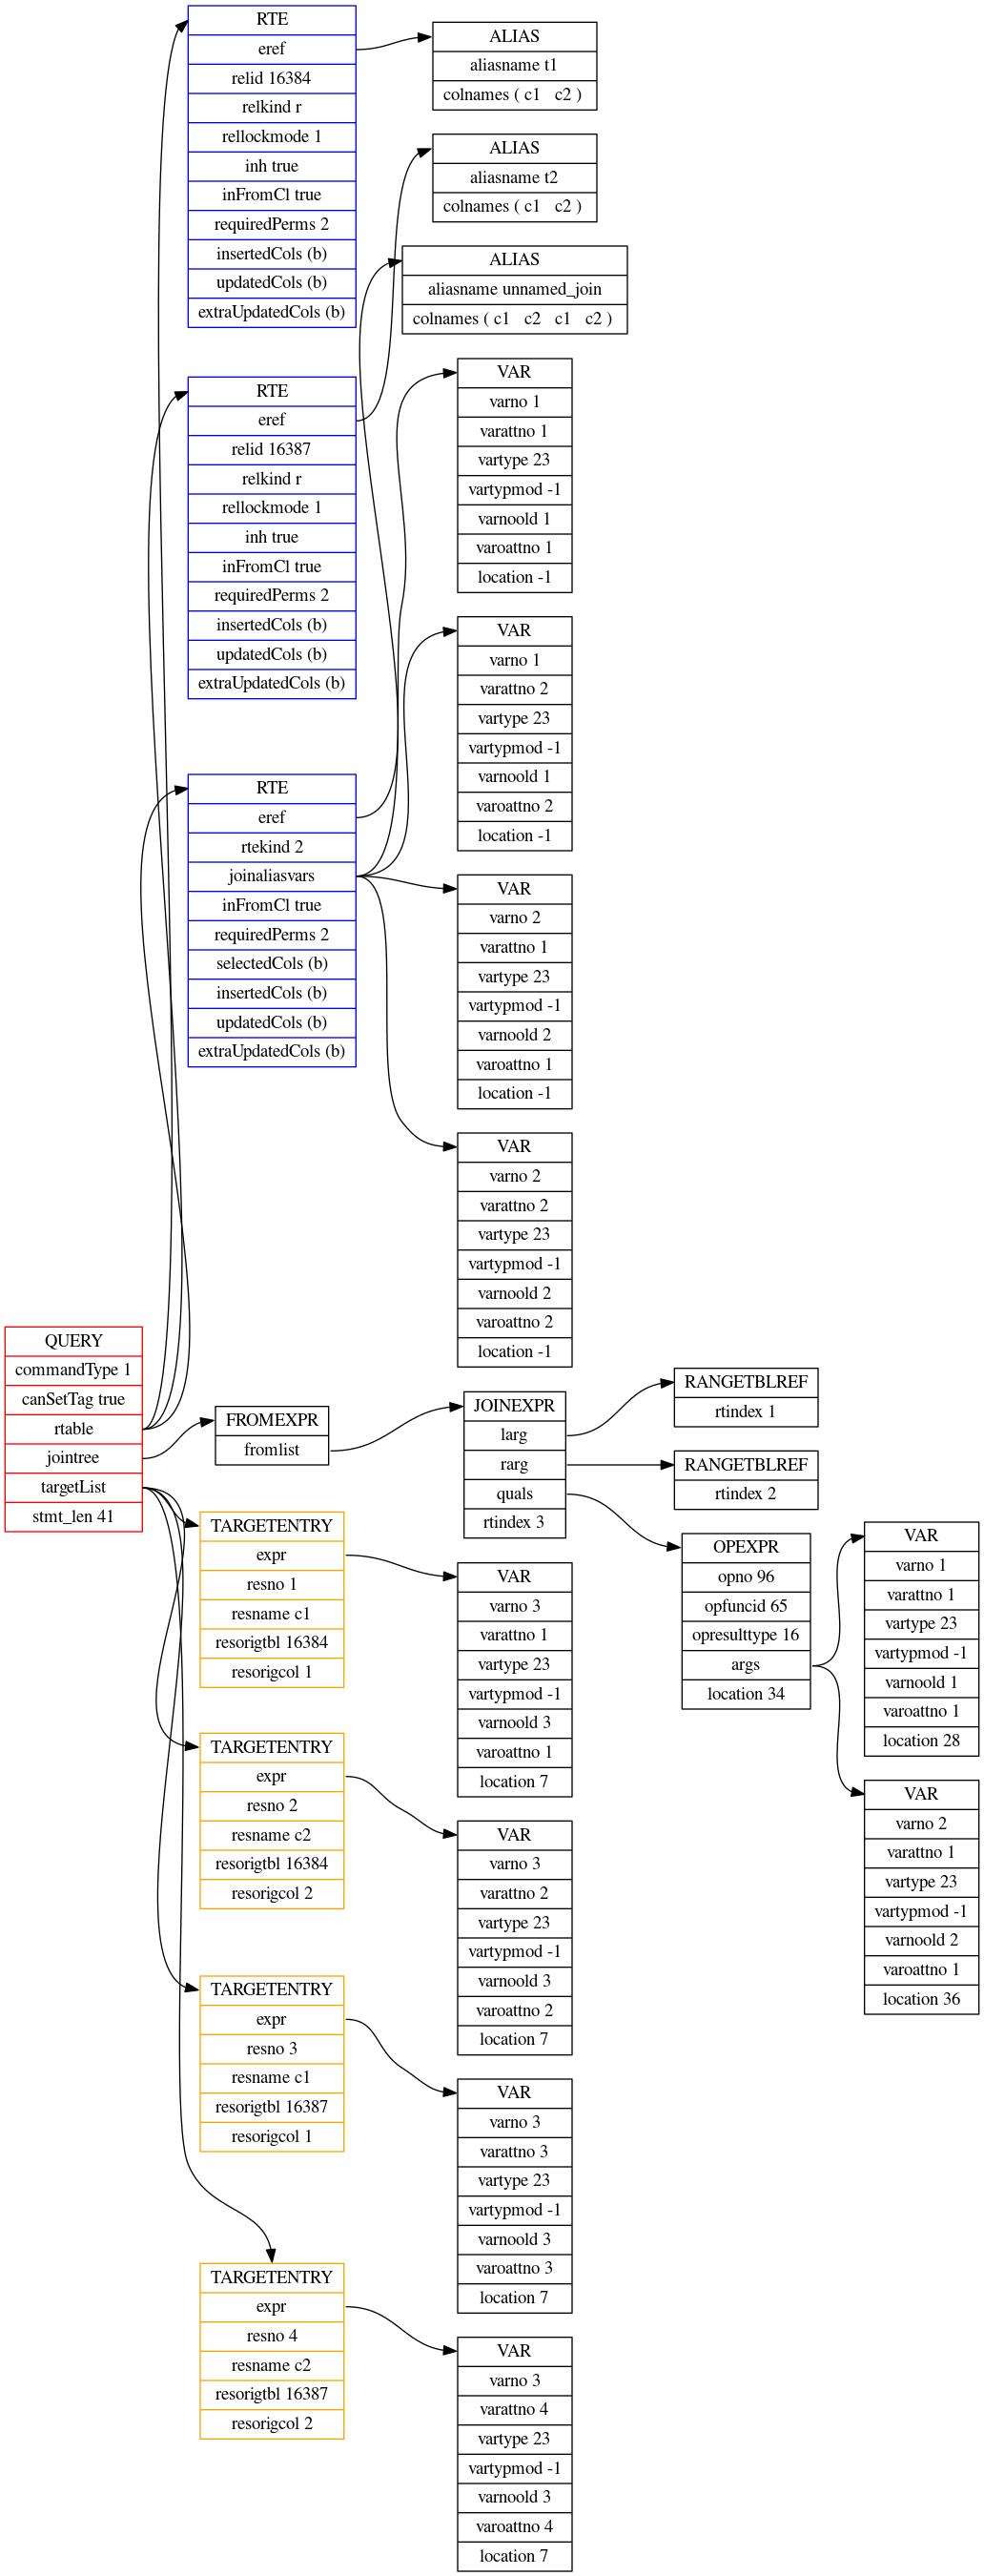 QUERY
commandType 1
canSetTag true
rtable
jointree
targetList
stmt_len 41
RTE
eref
relid 16384
relkind r
rellockmode 1
inh true
inFromCl true
requiredPerms 2
insertedCols (b)
updatedCols (b)
extraUpdatedCols (b)
RTE
eref
relid 16387
relkind r
rellockmode 1
inh true
inFromCl true
requiredPerms 2
insertedCols (b)
updatedCols (b)
extraUpdatedCols (b)
RTE
eref
rtekind 2
joinaliasvars
inFromCl true
requiredPerms 2
selectedCols (b)
insertedCols (b)
updatedCols (b)
extraUpdatedCols (b)
FROMEXPR
fromlist
TARGETENTRY
expr
resno 1
resname c1
resorigtbl 16384
resorigcol 1
TARGETENTRY
expr
resno 2
resname c2
resorigtbl 16384
resorigcol 2
TARGETENTRY
expr
resno 3
resname c1
resorigtbl 16387
resorigcol 1
TARGETENTRY
expr
resno 4
resname c2
resorigtbl 16387
resorigcol 2
ALIAS
aliasname t1
colnames ( c1 c2 )
ALIAS
aliasname t2
colnames ( c1 c2 )
ALIAS
aliasname unnamed_join
colnames ( c1 c2 c1 c2 )
VAR
varno 1
varattno 1
vartype 23
vartypmod -1
varnoold 1
varoattno 1
location -1
VAR
varno 1
varattno 2
vartype 23
vartypmod -1
varnoold 1
varoattno 2
location -1
VAR
varno 2
varattno 1
vartype 23
vartypmod -1
varnoold 2
varoattno 1
location -1
VAR
varno 2
varattno 2
vartype 23
vartypmod -1
varnoold 2
varoattno 2
location -1
JOINEXPR
larg
rarg
quals
rtindex 3
VAR
varno 3
varattno 1
vartype 23
vartypmod -1
varnoold 3
varoattno 1
location 7
VAR
varno 3
varattno 2
vartype 23
vartypmod -1
varnoold 3
varoattno 2
location 7
VAR
varno 3
varattno 3
vartype 23
vartypmod -1
varnoold 3
varoattno 3
location 7
VAR
varno 3
varattno 4
vartype 23
vartypmod -1
varnoold 3
varoattno 4
location 7
RANGETBLREF
rtindex 1
RANGETBLREF
rtindex 2
OPEXPR
opno 96
opfuncid 65
opresulttype 16
args
location 34
VAR
varno 1
varattno 1
vartype 23
vartypmod -1
varnoold 1
varoattno 1
location 28
VAR
varno 2
varattno 1
vartype 23
vartypmod -1
varnoold 2
varoattno 1
location 36